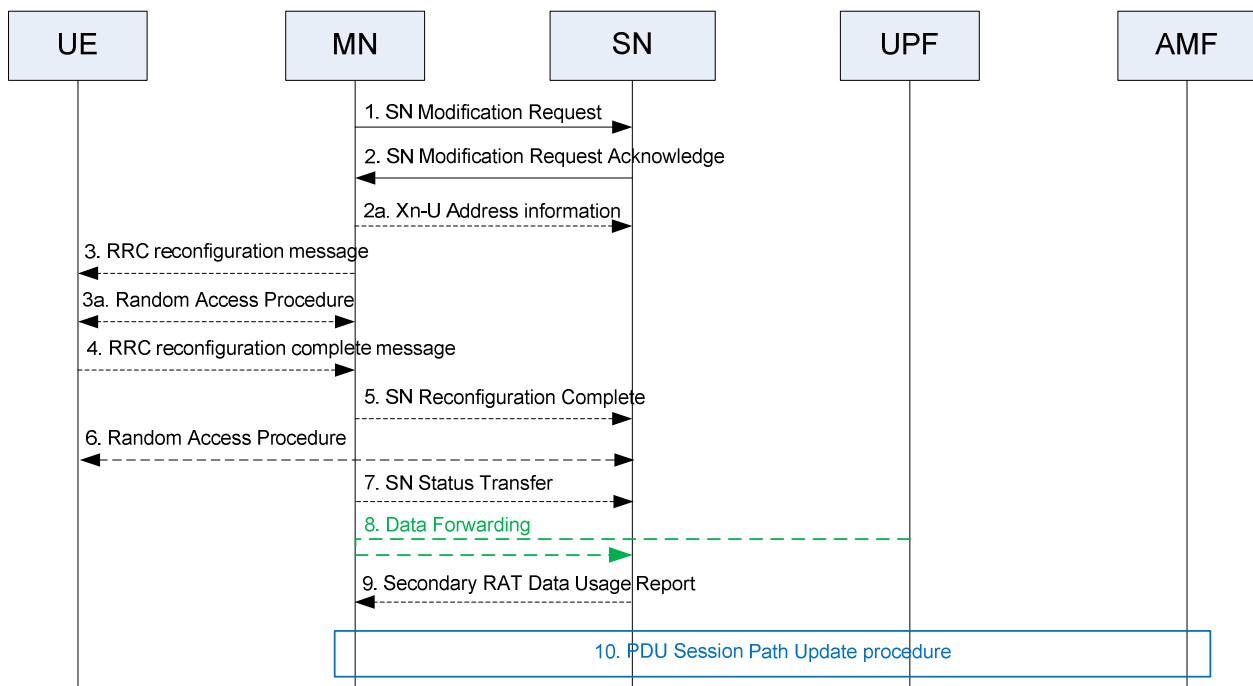 UE
MN
SN
UPF
AMF
1. SN Modification Request
2. SN Modification Request Acknowledge
2a. Xn-U Address information
3. RRC reconfiguration message
3a. Random Access Procedure
4. RRC reconfiguration complete message
5. SN Reconfiguration Complete
6. Random Access Procedure
7. SN Status Transfer
8. Data Forwarding
9. Secondary RAT Data Usage Report
10. PDU Session Path Update procedure